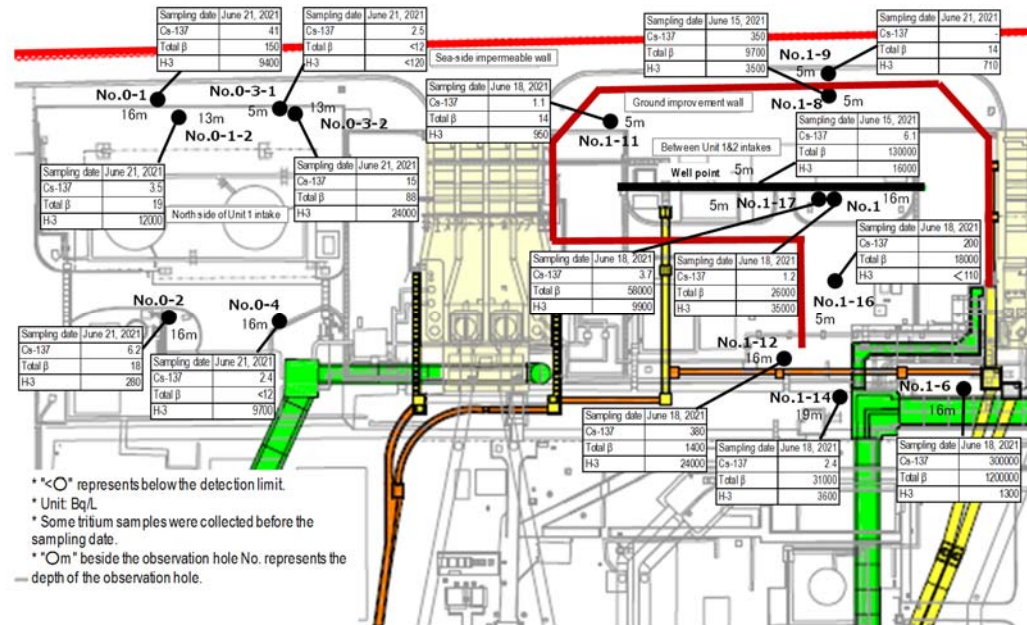 Sampling date June 21, 2021
Cs-137 41
Total β 150
H-3 9400
Sampling date June 21, 2021
Cs-137 2.5
Total β <12
H-3 <120
Sampling date June 15, 2021
Cs-137 350
Total β 9700
H-3 3500
Sampling date June 21, 2021
Cs-137 -
Total β 14
H-3 710
Sea-side impermeable wall
No.0-1
16m
No.0-3-1
5m
13m
No.0-3-2
13m
No.0-1-2
Sampling date June 18, 2021
Cs-137 1.1
Total β 14
H-3 950
5m
No.1-11
Ground improvement wall
No.1-9
5m
No.1-8
5m
Sampling date June 15, 2021
Cs-137 6.1
Total β 130000
H-3 16000
Between Unit 1&2 intakes
Well point 5m
Sampling date June 21, 2021
Cs-137 3.5
Total β 19
H-3 12000
North side of Unit 1 intake
Sampling date June 21, 2021
Cs-137 15
Total β 88
H-3 24000
5m
No.1-17
No.1
16m
Sampling date June 18, 2021
Cs-137 200
Total β 18000
H-3 <110
Sampling date June 18, 2021
Cs-137 3.7
Total β 58000
H-3 9900
Sampling date June 18, 2021
Cs-137 1.2
Total β 26000
H-3 35000
No.1-16
5m
No.0-2
16m
No.0-4
16m
Sampling date June 21, 2021
Cs-137 6.2
Total β 18
H-3 280
Sampling date June 21, 2021
Cs-137 2.4
Total β <12
H-3 9700
No.1-12
16m
No.1-14
19m
No.1-6
16m
Sampling date June 18, 2021
Cs-137 380
Total β 1400
H-3 24000
Sampling date June 18, 2021
Cs-137 2.4
Total β 31000
H-3 3600
Sampling date June 18, 2021
Cs-137 300000
Total β 1200000
H-3 1300
* "<○" represents below the detection limit.
* Unit: Bq/L
* Some tritium samples were collected before the
sampling date.
* "○m" beside the observation hole No. represents the
depth of the observation hole.